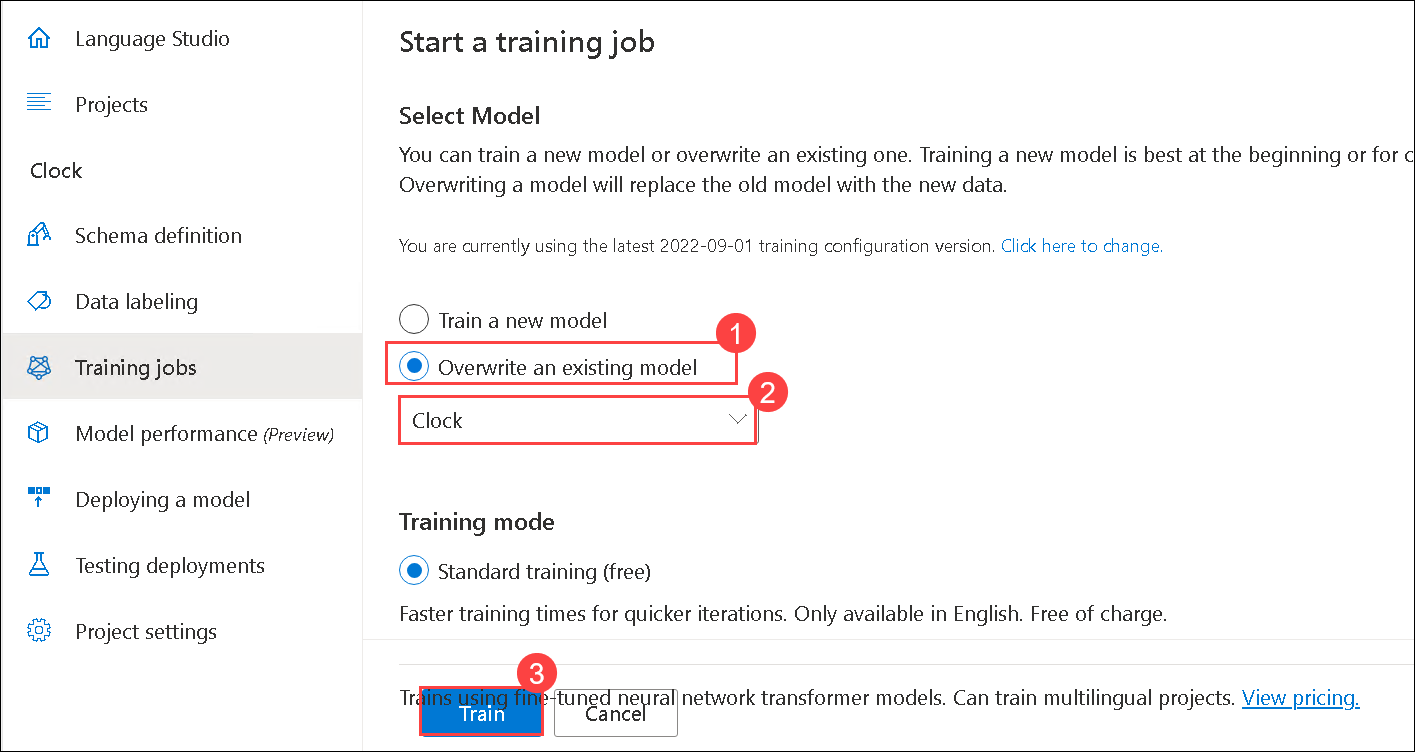 Language Studio
Projects
Clock
Schema definition
Data labeling
Training jobs
Model performance (Preview)
Deploying a model
Testing deployments
Project settings
Start a training job
Select Model
You can train a new model or overwrite an existing one. Training a new model is best at the beginning or for c
Overwriting a model will replace the old model with the new data.
You are currently using the latest 2022-09-01 training configuration version. Click here to change.
Train a new model
1
Overwrite an existing model
2
Clock
Training mode
Standard training (free)
Faster training times for quicker iterations. Only available in English. Free of charge.
3
Trains using fine-tuned neural network transformer models. Can train multilingual projects. View pricing.
Train
Cancel